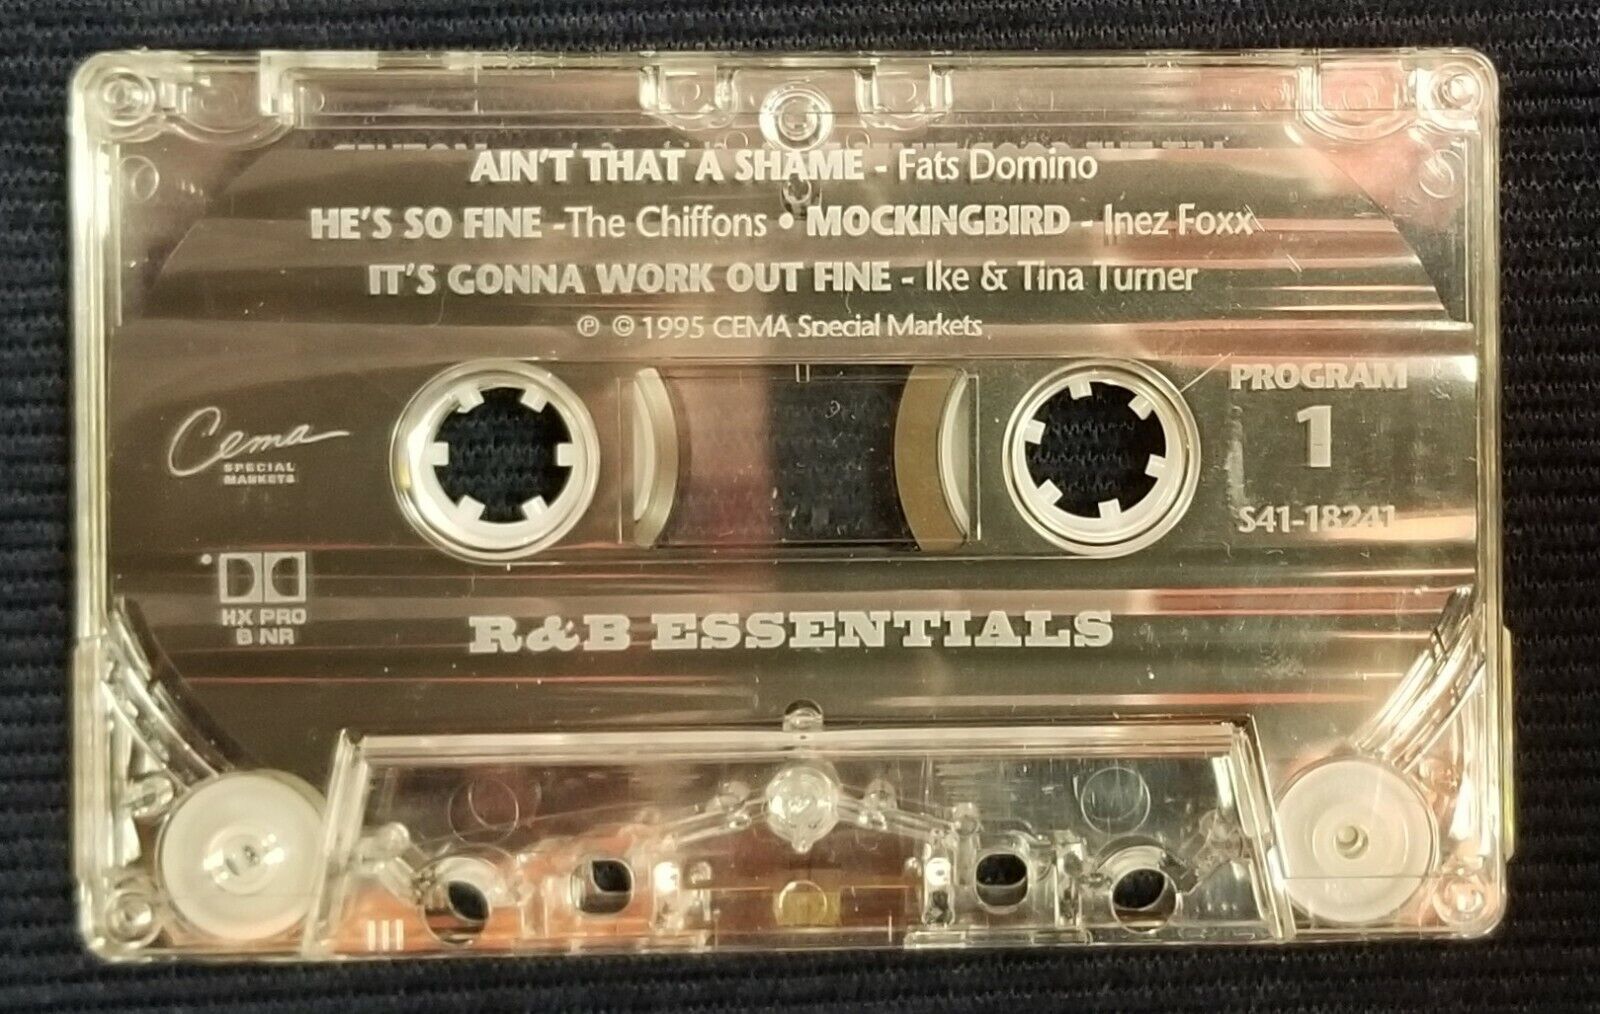 AIN'T THAT A SHAME - Fats Domino
HE'S SO FINE -The Chiffons • MOCKINGBIRD - Inez Foxx
IT'S GONNA WORK OUT FINE - Ike & Tina Turner
℗ © 1995 CEMA Special Markets
PROGRAM
1
S41-18241
Cema
SPECIAL
MARKETS
HX PRO
B NR
R&B ESSENTIALS